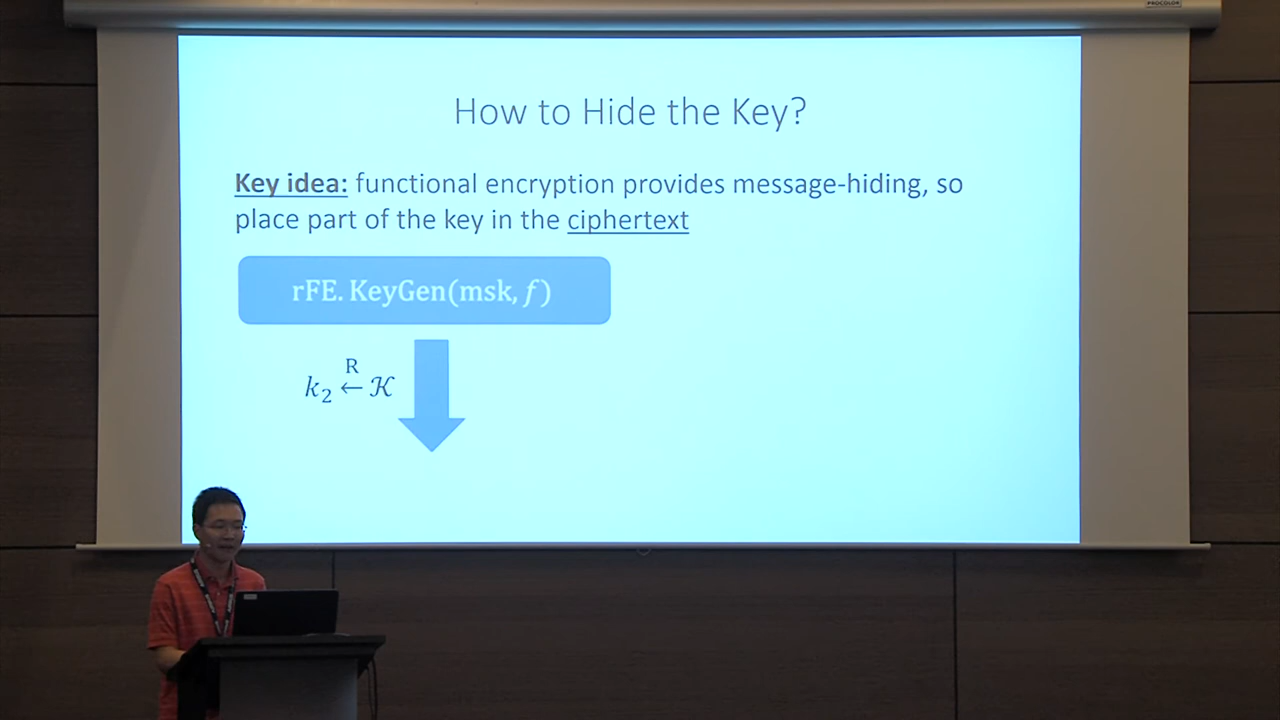 PROCOLOR
How to Hide the Key?
Key idea: functional encryption provides message-hiding, so
place part of the key in the ciphertext
rFE. KeyGen(msk, f)
R
k₂ ← 𝒦